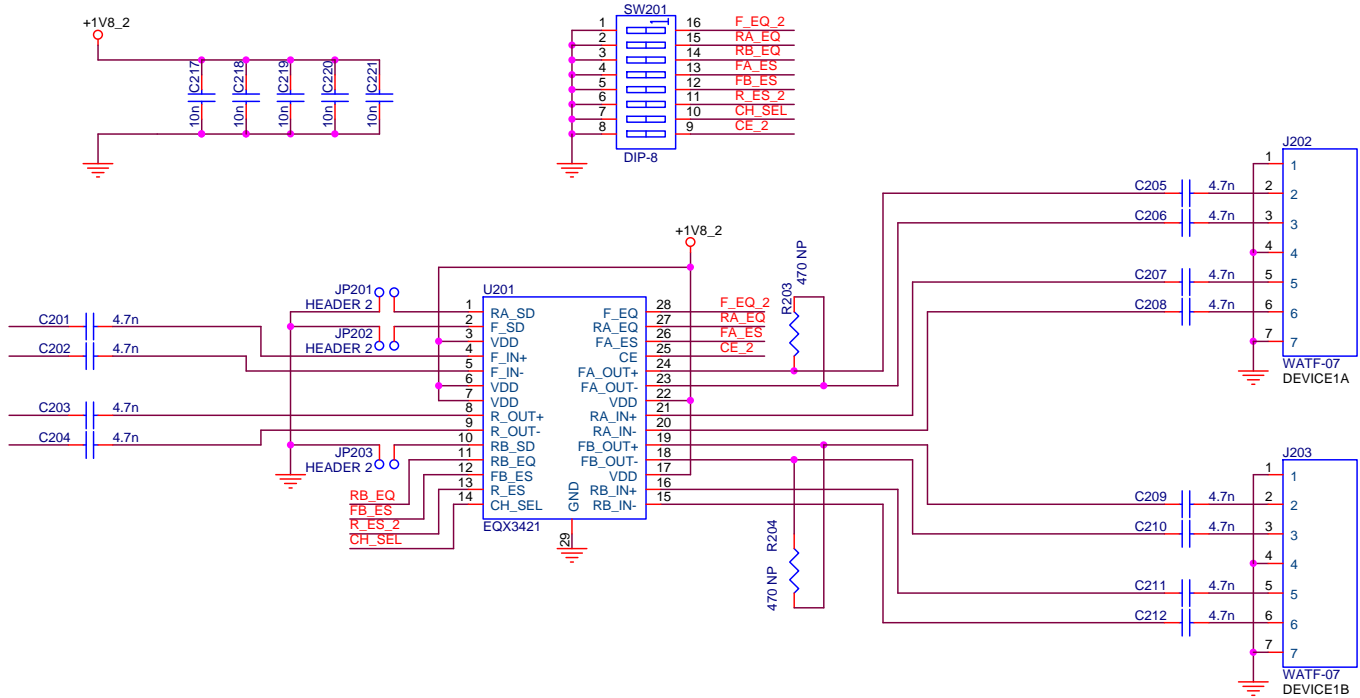 +1V8_2
C217
10n
C218
10n
C219
10n
C220
10n
C221
10n
SW201
1 16 F_EQ_2
2 15 RA_EQ
3 14 RB_EQ
4 13 FA_ES
5 12 FB_ES
6 11 R_ES_2
7 10 CH_SEL
8 9 CE_2
DIP-8
1
+1V8_2
JP201
HEADER 2
JP202
HEADER 2
JP203
HEADER 2
C201 4.7n
C202 4.7n
C203 4.7n
C204 4.7n
RB_EQ
FB_ES
R_ES_2
CH_SEL
U201
1 RA_SD F_EQ 28 F_EQ_2
2 F_SD RA_EQ 27 RA_EQ
3 VDD FA_ES 26 FA_ES
4 F_IN+ CE 25 CE_2
5 F_IN- FA_OUT+ 24
6 VDD FA_OUT- 23
7 VDD VDD 22
8 R_OUT+ RA_IN+ 21
9 R_OUT- RA_IN- 20
10 RB_SD FB_OUT+ 19
11 RB_EQ FB_OUT- 18
12 FB_ES VDD 17
13 R_ES RB_IN+ 16
14 CH_SEL RB_IN- 15
GND
29
EQX3421
R203
470 NP
R204
470 NP
C205 4.7n
C206 4.7n
C207 4.7n
C208 4.7n
J202
1 1
2 2
3 3
4 4
5 5
6 6
7 7
WATF-07
DEVICE1A
C209 4.7n
C210 4.7n
C211 4.7n
C212 4.7n
J203
1 1
2 2
3 3
4 4
5 5
6 6
7 7
WATF-07
DEVICE1B